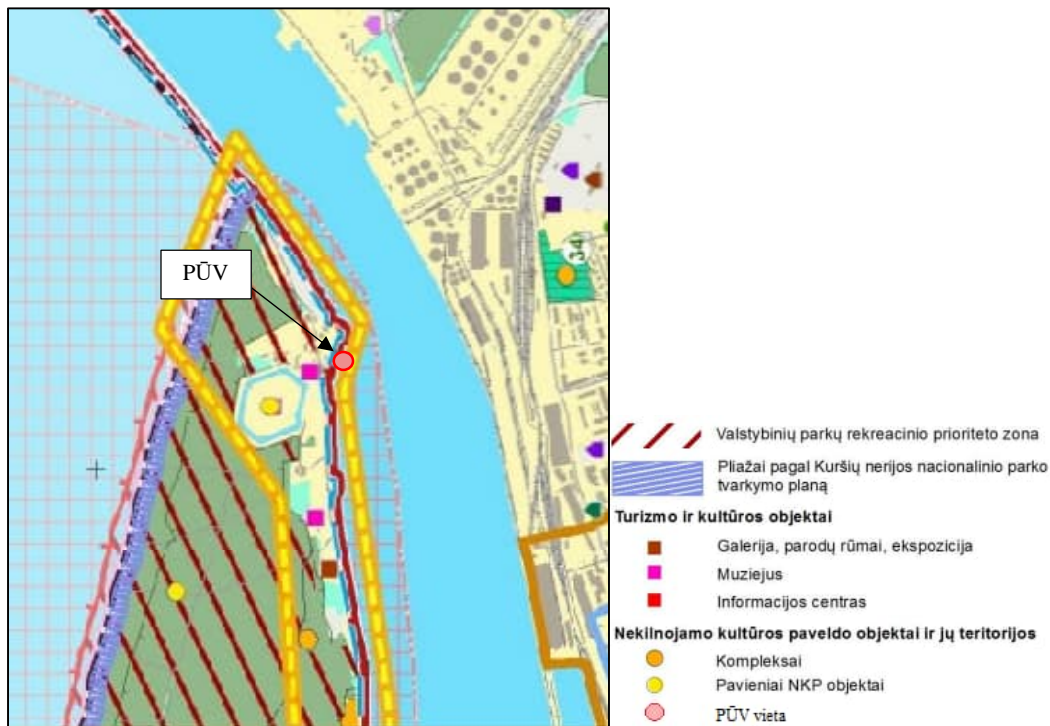 PŪV
34
Valstybinių parkų rekreacinio prioriteto zona
Pliažai pagal Kuršių nerijos nacionalinio parko
tvarkymo planą
Turizmo ir kultūros objektai
Galerija, parodų rūmai, ekspozicija
Muziejus
Informacijos centras
Nekilnojamo kultūros paveldo objektai ir jų teritorijos
Kompleksai
Pavieniai NKP objektai
PŪV vieta